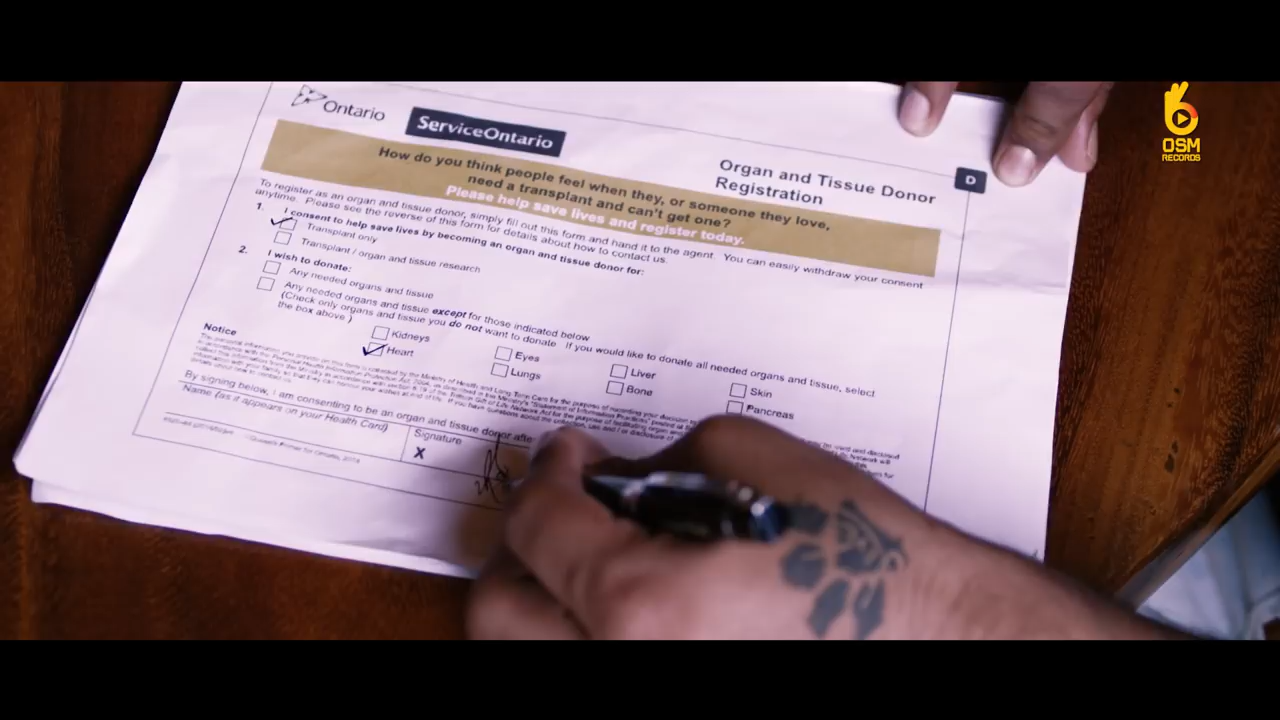 Ontario
ServiceOntario
Organ and Tissue Donor
Registration
D
How do you think people feel when they, or someone they love,
need a transplant and can't get one?
Please help save lives and register today.
To register as an organ and tissue donor, simply fill out this form and hand it to the agent. You can easily withdraw your consent
anytime. Please see the reverse of this form for details about how to contact us.
1. I consent to help save lives by becoming an organ and tissue donor for:
Transplant only
Transplant / organ and tissue research
2. I wish to donate:
Any needed organs and tissue
Any needed organs and tissue except for those indicated below
(Check only organs and tissue you do not want to donate. If you would like to donate all needed organs and tissue, select
the box above.)
Kidneys
Eyes
Liver
Skin
Heart
Lungs
Bone
Pancreas
Notice
By signing below, I am consenting to be an organ and tissue donor after
Name (as it appears on your Health Card)
Signature
X
OSM
RECORDS